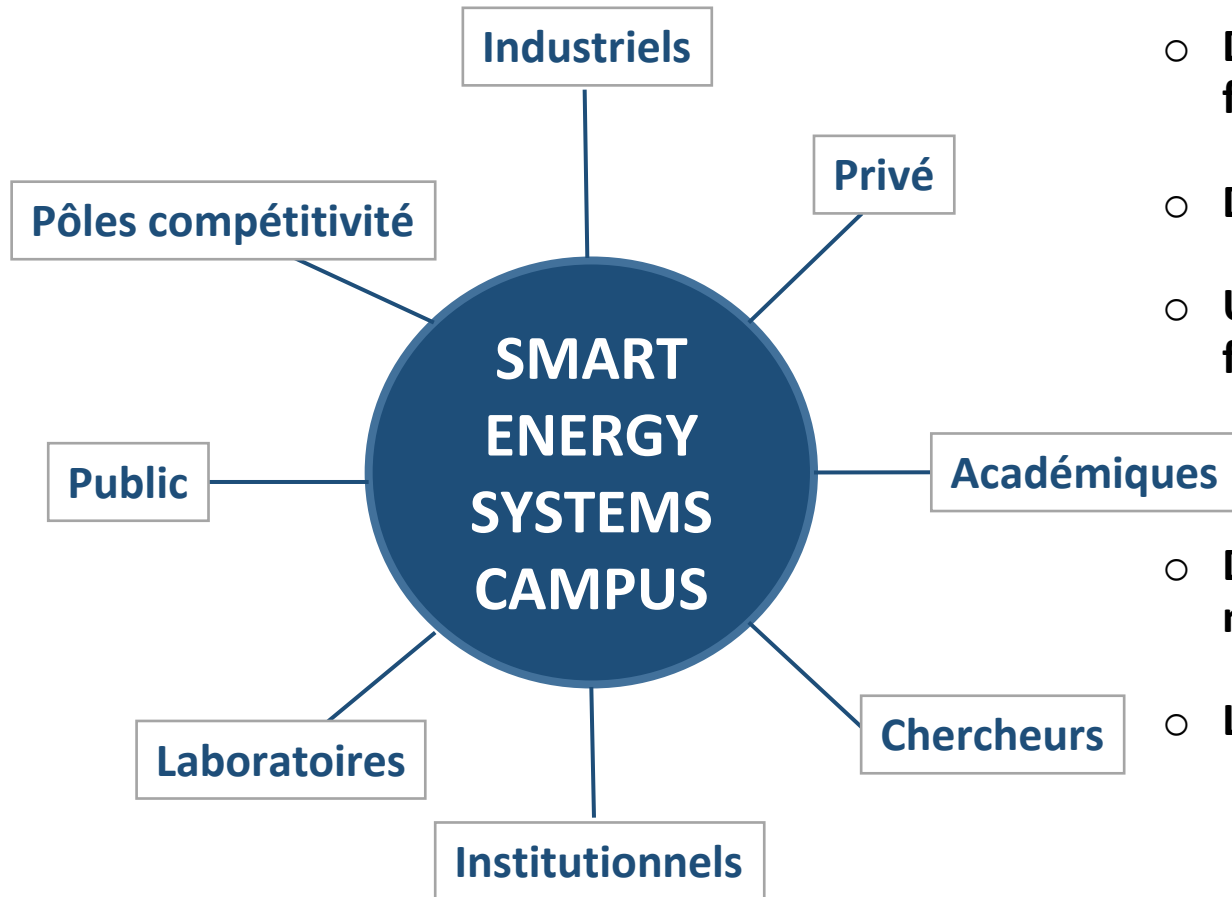 Industriels
Privé
Pôles compétitivité
SMART
ENERGY
SYSTEMS
CAMPUS
Public
Académiques
Laboratoires
Chercheurs
Institutionnels